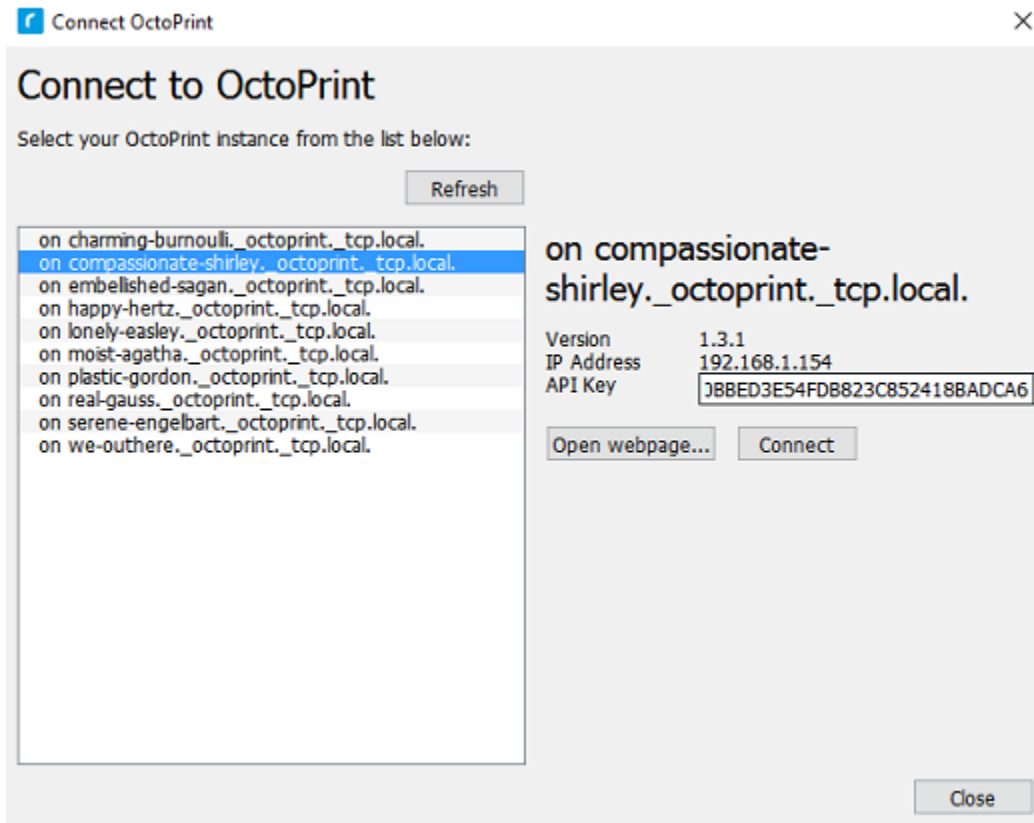 Connect OctoPrint
Connect to OctoPrint
Select your OctoPrint instance from the list below:
Refresh
on charming-burnoulli._octoprint._tcp.local.
on compassionate-shirley._octoprint._tcp.local.
on embellished-sagan._octoprint._tcp.local.
on happy-hertz._octoprint._tcp.local.
on lonely-easley._octoprint._tcp.local.
on moist-agatha._octoprint._tcp.local.
on plastic-gordon._octoprint._tcp.local.
on real-gauss._octoprint._tcp.local.
on serene-engelbart._octoprint._tcp.local.
on we-outhere._octoprint._tcp.local.
on compassionate-
shirley._octoprint._tcp.local.
Version 1.3.1
IP Address 192.168.1.154
API Key BBED3E54FDB823C852418BADCA6
Open webpage... Connect
Close